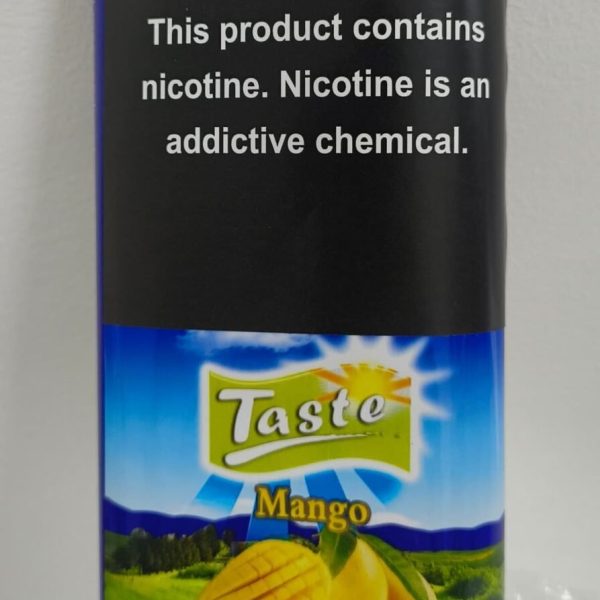 This product contains
nicotine. Nicotine is an
addictive chemical.
Taste
Mango